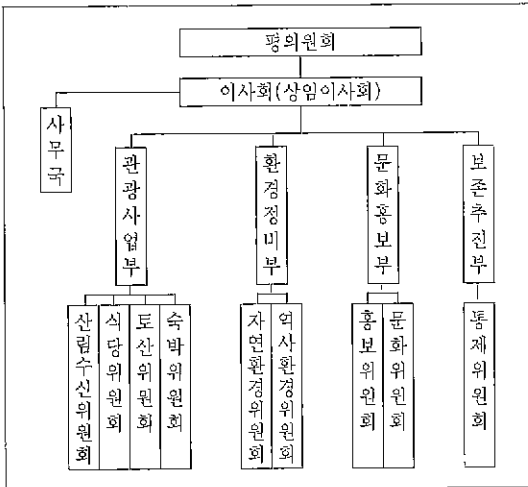 평의원회
이사회(상임이사회)
사무국
관광사업부
환경정비부
문화홍보부
보존추진부
산림수신위원회
식당위원회
토산위원회
숙박위원회
자연환경위원회
역사환경위원회
홍보위원회
문화위원회
통제위원회